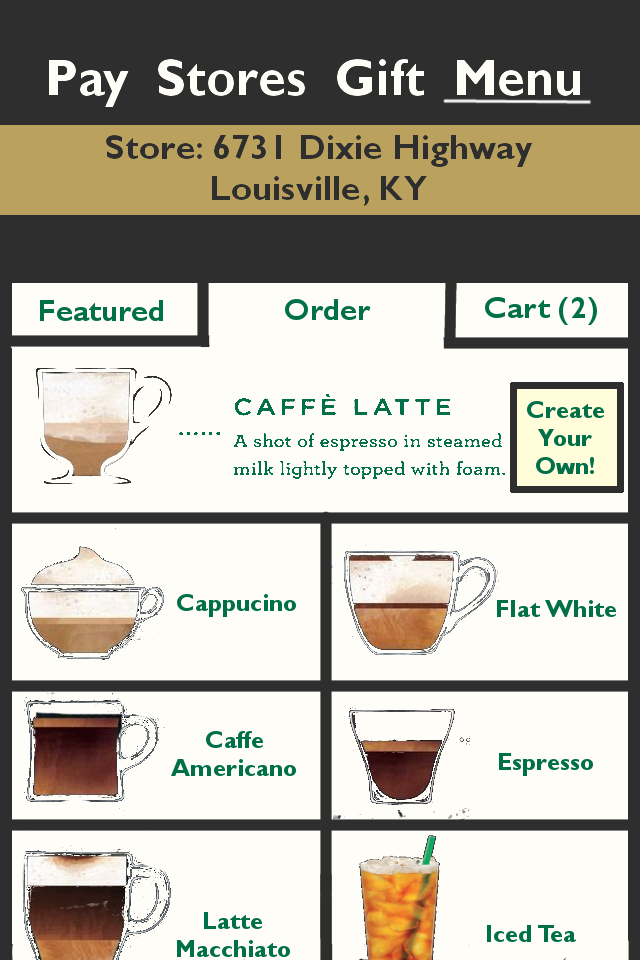 Pay Stores Gift Menu
Store: 6731 Dixie Highway
Louisville, KY
Featured
Order
Cart (2)
CAFFÈ LATTE
A shot of espresso in steamed
milk lightly topped with foam.
Create
Your
Own!
Cappucino
Flat White
Caffe
Americano
Espresso
Latte
Macchiato
Iced Tea